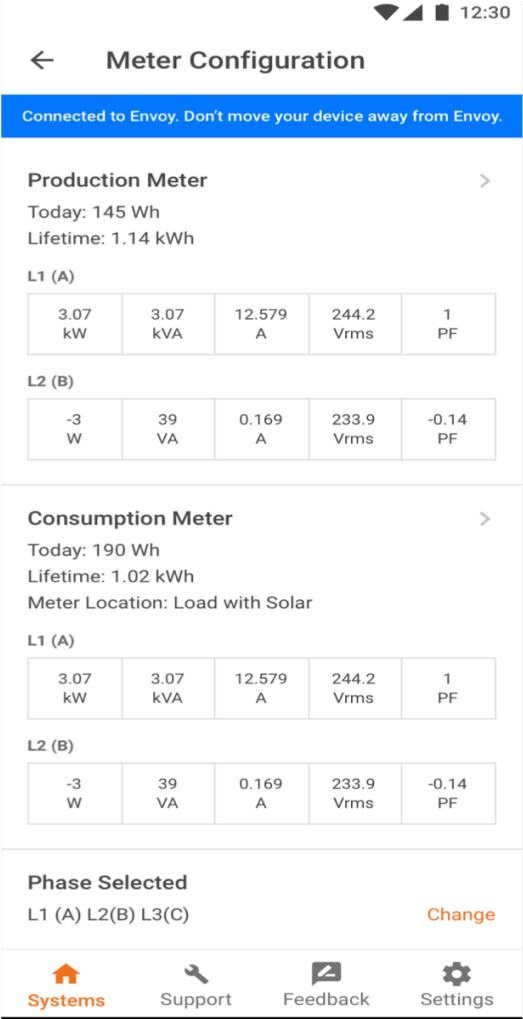 12:30
Meter Configuration
Connected to Envoy. Don't move your device away from Envoy.
Production Meter
Today: 145 Wh
Lifetime: 1.14 kWh
L1 (A)
3.07 3.07 12.579 244.2 1
kW kVA A Vrms PF
L2 (B)
-3 39 0.169 233.9 -0.14
W VA A Vrms PF
Consumption Meter
Today: 190 Wh
Lifetime: 1.02 kWh
Meter Location: Load with Solar
L1 (A)
3.07 3.07 12.579 244.2 1
kW kVA A Vrms PF
L2 (B)
-3 39 0.169 233.9 -0.14
W VA A Vrms PF
Phase Selected
L1 (A) L2(B) L3(C) Change
Systems Support Feedback Settings